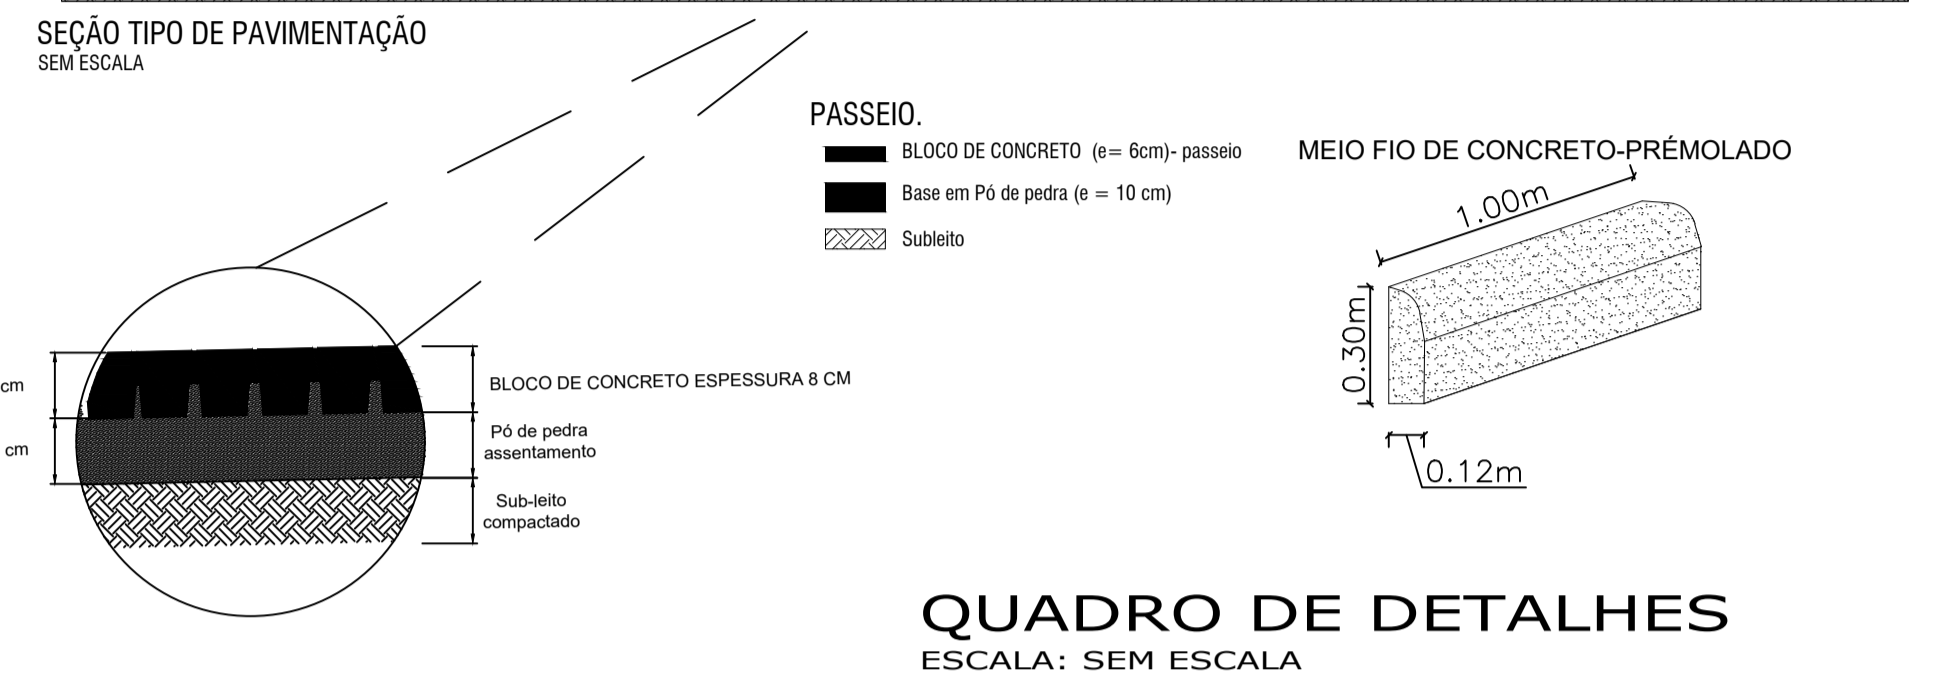 SEÇÃO TIPO DE PAVIMENTAÇÃO
SEM ESCALA
PASSEIO.
BLOCO DE CONCRETO (e= 6cm)- passeio
Base em Pó de pedra (e = 10 cm)
Subleito
MEIO FIO DE CONCRETO-PRÉMOLADO
1.00m
0.30m
0.12m
cm
cm
BLOCO DE CONCRETO ESPESSURA 8 CM
Pó de pedra
assentamento
Sub-leito
compactado
QUADRO DE DETALHES
ESCALA: SEM ESCALA